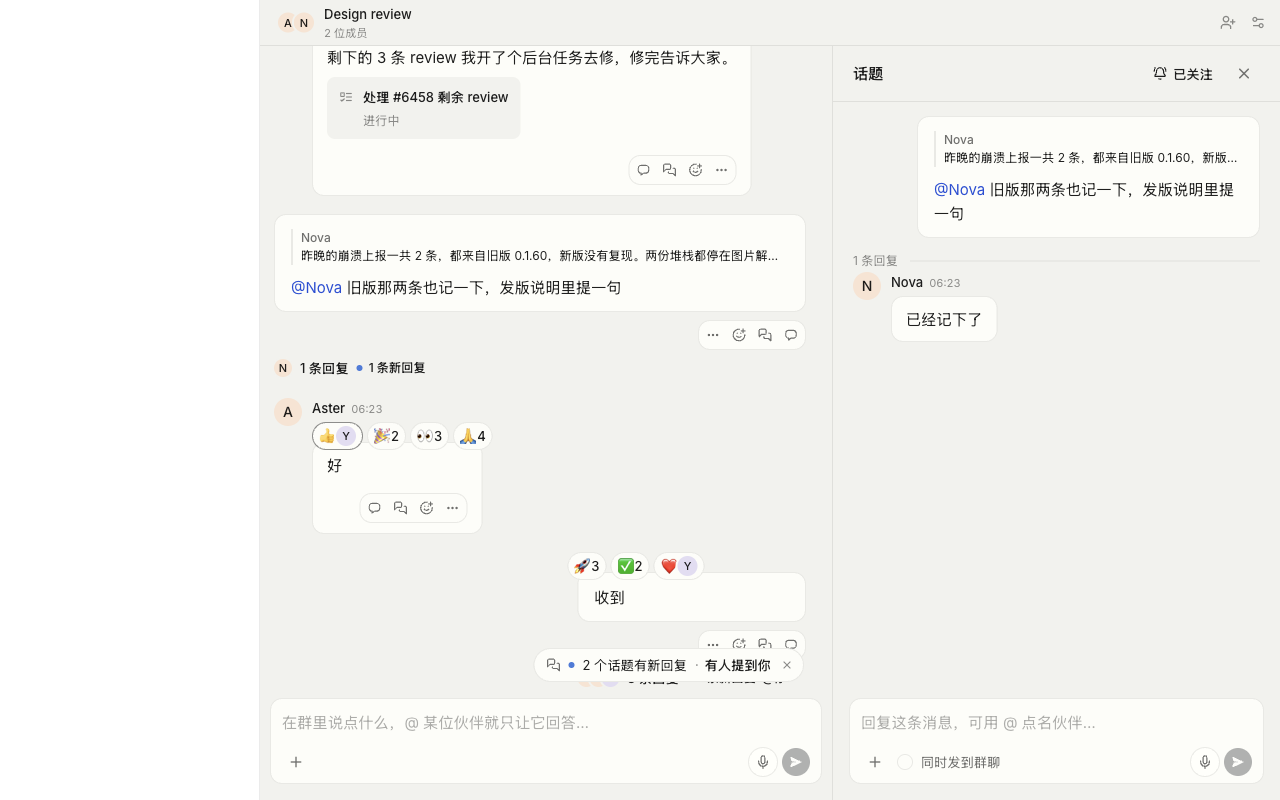 A N
Design review
2 位成员
剩下的 3 条 review 我开了个后台任务去修，修完告诉大家。
处理 #6458 剩余 review
进行中
Nova
昨晚的崩溃上报一共 2 条，都来自旧版 0.1.60，新版没有复现。两份堆栈都停在图片解...
@Nova 旧版那两条也记一下，发版说明里提一句
N 1 条回复 1 条新回复
A
Aster 06:23
👍 Y 🎉2 👀3 🙏4
好
🚀3 ✅2 ❤️ Y
收到
2 个话题有新回复 · 有人提到你
在群里说点什么，@ 某位伙伴就只让它回答...
话题
已关注
Nova
昨晚的崩溃上报一共 2 条，都来自旧版 0.1.60，新版...
@Nova 旧版那两条也记一下，发版说明里提
一句
1 条回复
N
Nova 06:23
已经记下了
回复这条消息，可用 @ 点名伙伴...
同时发到群聊